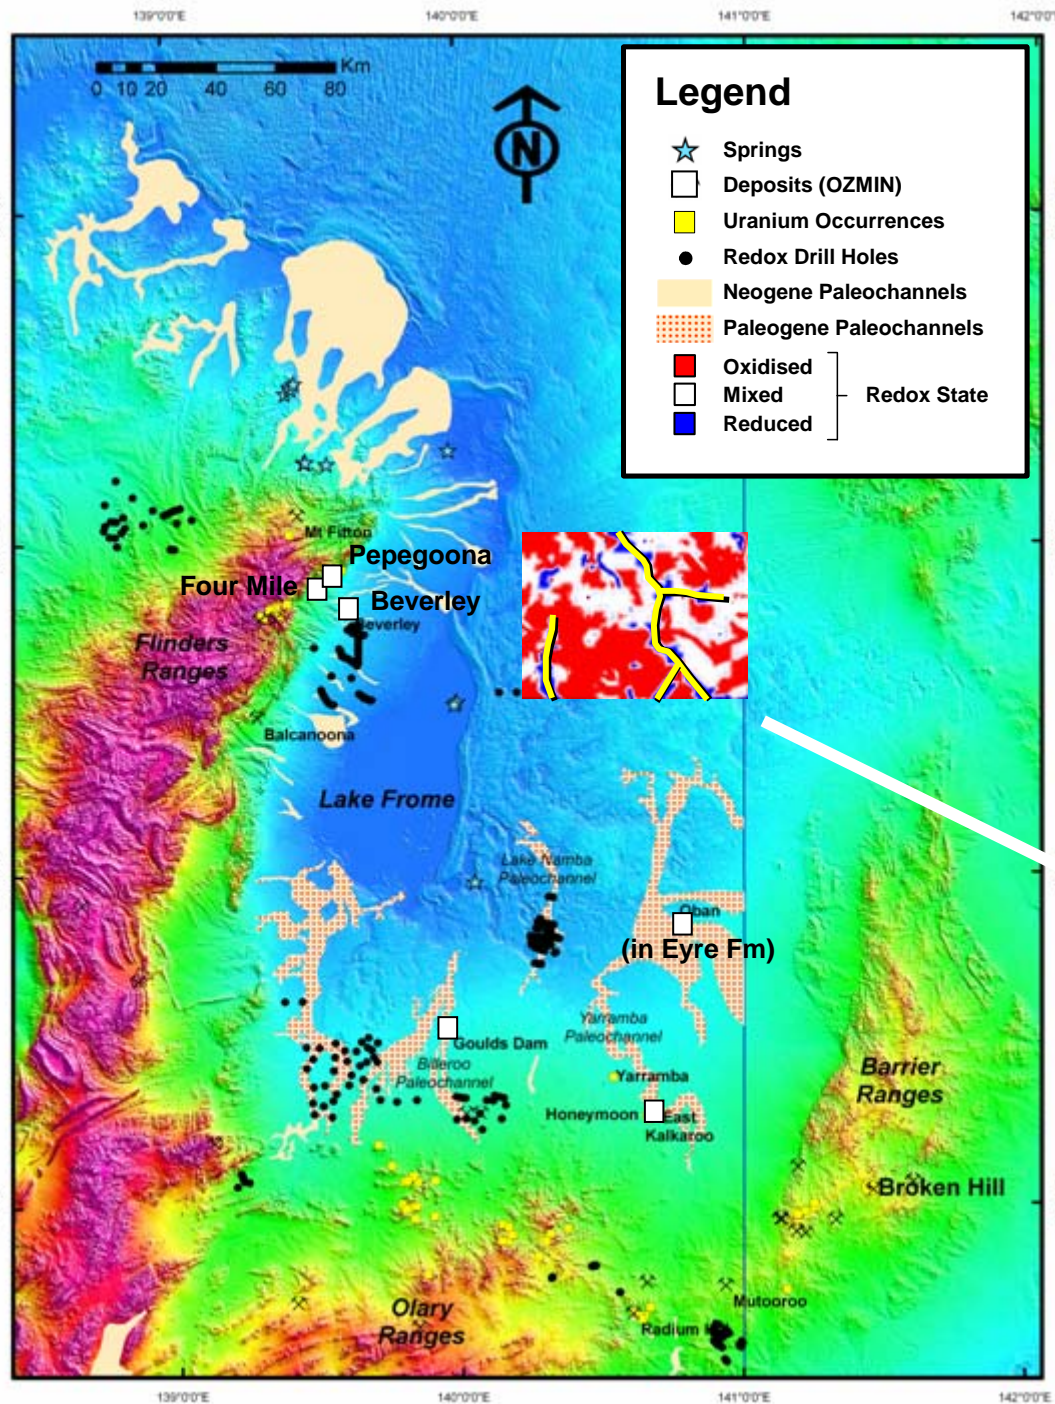 139°0'0"E 140°0'0"E 141°0'0"E 142°0'0"E
Km
0 10 20 40 60 80
N
Legend
Springs
Deposits (OZMIN)
Uranium Occurrences
Redox Drill Holes
Neogene Paleochannels
Paleogene Paleochannels
Oxidised
Mixed
Reduced
Redox State
Mt Fitton
Pepegoona
Four Mile
Beverley
Beverley
Flinders
Ranges
Balcanoona
Lake Frome
Lake Namba
Paleochannel
Oban
(in Eyre Fm)
Yarramba
Paleochannel
Goulds Dam
Billeroo
Paleochannel
Yarramba
Honeymoon
East
Kalkaroo
Barrier
Ranges
Broken Hill
Mutooroo
Olary
Ranges
Radium
139°0'0"E 140°0'0"E 141°0'0"E 142°0'0"E